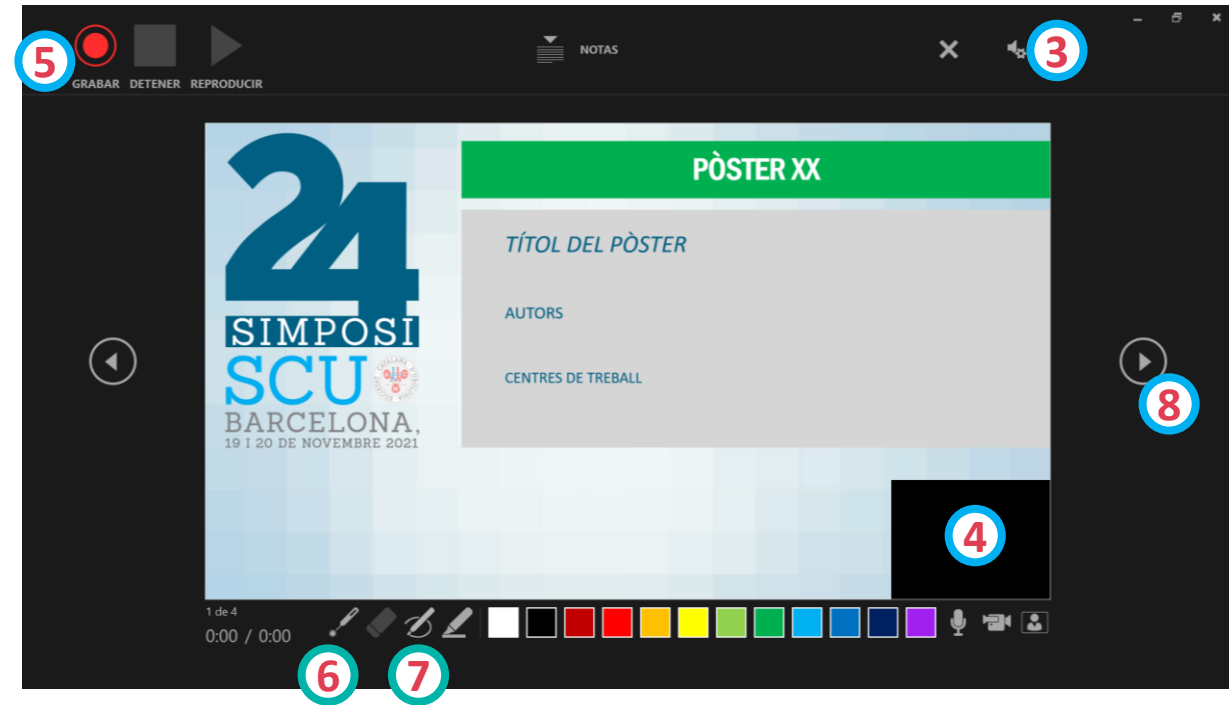 5
GRABAR DETENER REPRODUCIR
NOTAS
3
24
SIMPOSI
SCU
BARCELONA,
19 I 20 DE NOVEMBRE 2021
PÒSTER XX
TÍTOL DEL PÒSTER
AUTORS
CENTRES DE TREBALL
8
4
1 de 4
0:00 / 0:00
6
7